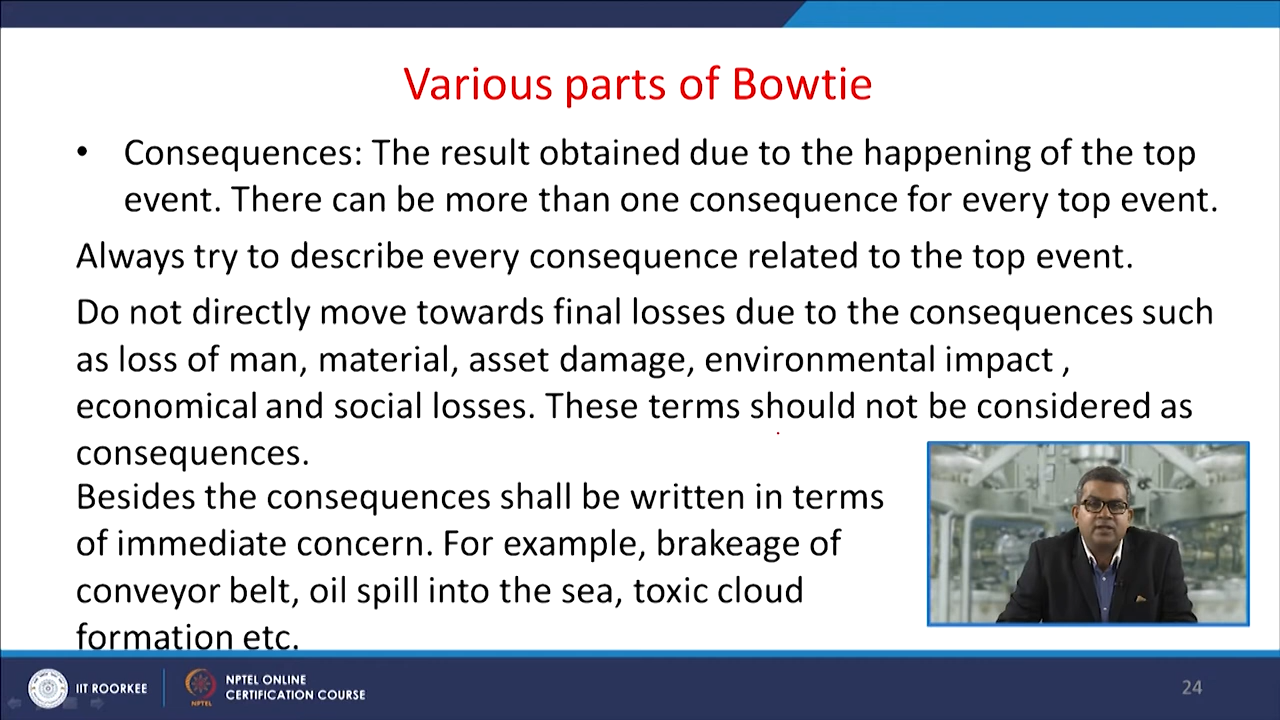 Various parts of Bowtie
• Consequences: The result obtained due to the happening of the top
event. There can be more than one consequence for every top event.
Always try to describe every consequence related to the top event.
Do not directly move towards final losses due to the consequences such
as loss of man, material, asset damage, environmental impact ,
economical and social losses. These terms should not be considered as
consequences.
Besides the consequences shall be written in terms
of immediate concern. For example, brakeage of
conveyor belt, oil spill into the sea, toxic cloud
formation etc.
IIT ROORKEE
NPTEL
NPTEL ONLINE
CERTIFICATION COURSE
24